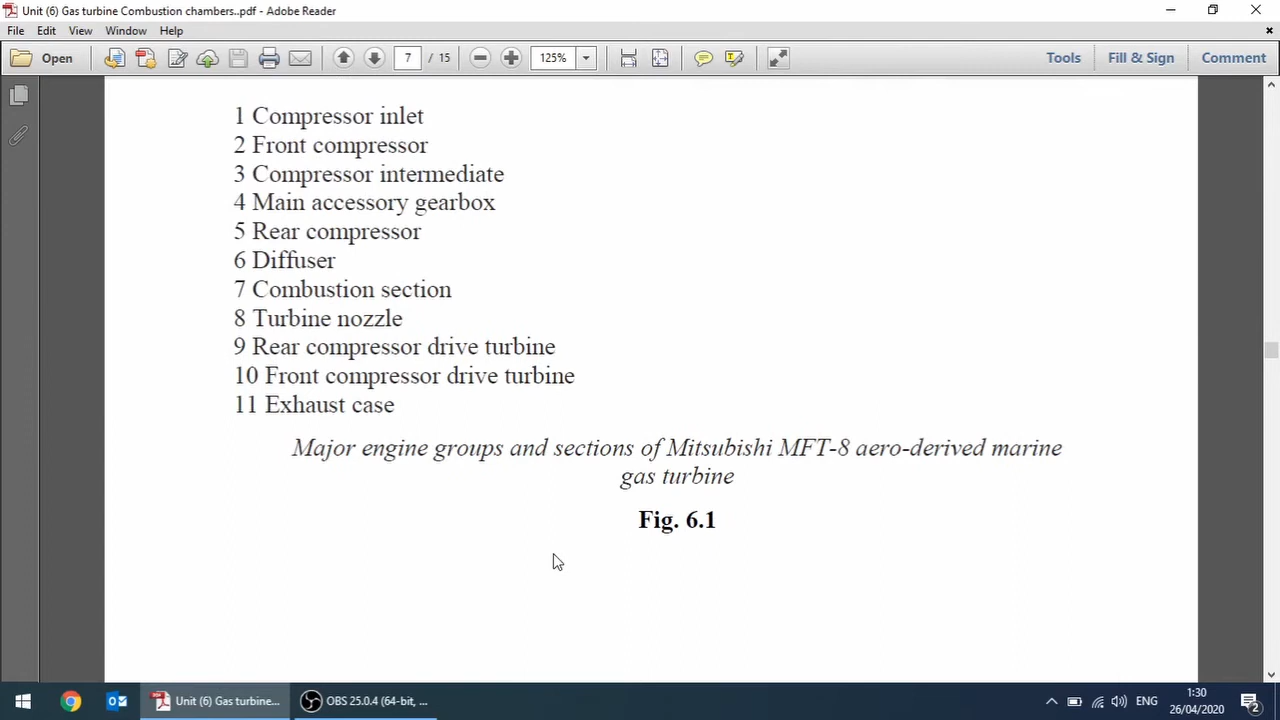 Unit (6) Gas turbine Combustion chambers..pdf - Adobe Reader
File Edit View Window Help
Open 7 / 15 125% Tools Fill & Sign Comment
1 Compressor inlet
2 Front compressor
3 Compressor intermediate
4 Main accessory gearbox
5 Rear compressor
6 Diffuser
7 Combustion section
8 Turbine nozzle
9 Rear compressor drive turbine
10 Front compressor drive turbine
11 Exhaust case
Major engine groups and sections of Mitsubishi MFT-8 aero-derived marine
gas turbine
Fig. 6.1
Unit (6) Gas turbine... OBS 25.0.4 (64-bit, ... ENG 1:30
26/04/2020 2